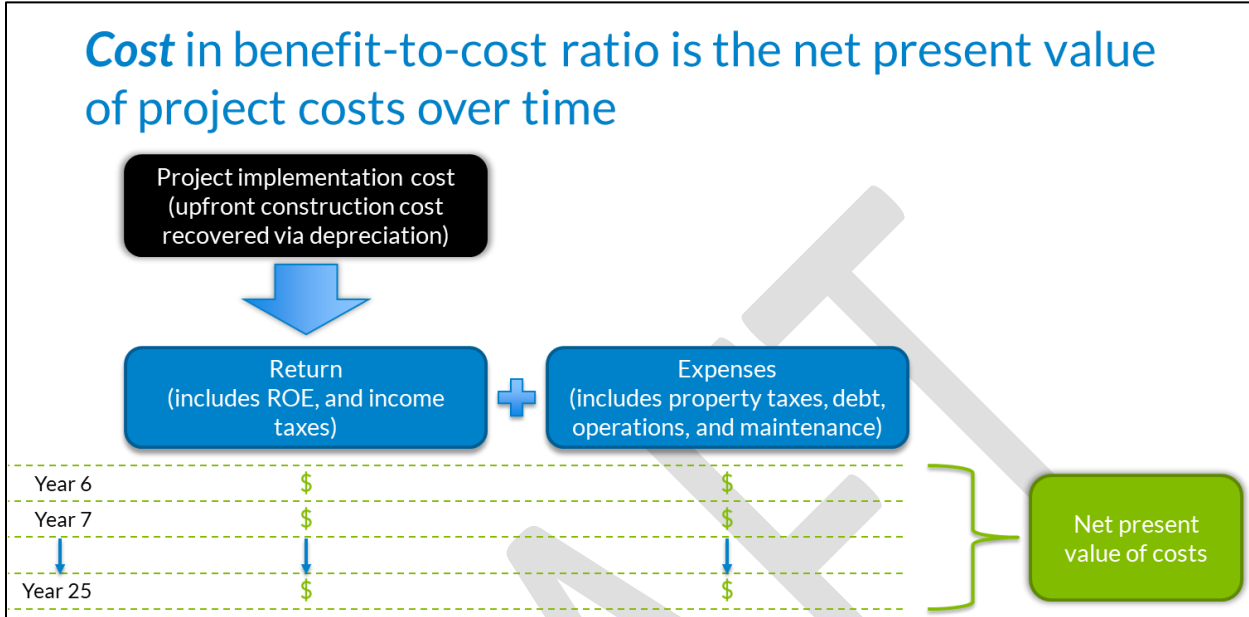 Cost in benefit-to-cost ratio is the net present value
of project costs over time
Project implementation cost
(upfront construction cost
recovered via depreciation)
Return
(includes ROE, and income
taxes)
Expenses
(includes property taxes, debt,
operations, and maintenance)
Year 6 $ $
Year 7 $ $
Year 25 $ $
Net present
value of costs